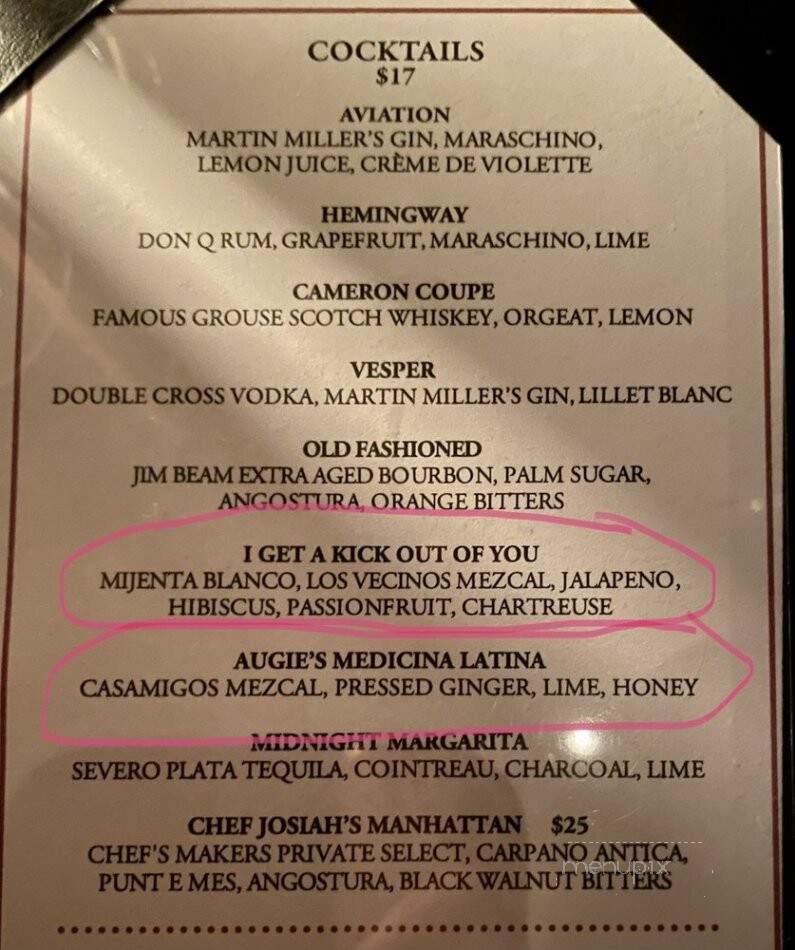 COCKTAILS
$17
AVIATION
MARTIN MILLER'S GIN, MARASCHINO,
LEMON JUICE, CRÈME DE VIOLETTE
HEMINGWAY
DON Q RUM, GRAPEFRUIT, MARASCHINO, LIME
CAMERON COUPE
FAMOUS GROUSE SCOTCH WHISKEY, ORGEAT, LEMON
VESPER
DOUBLE CROSS VODKA, MARTIN MILLER'S GIN, LILLET BLANC
OLD FASHIONED
JIM BEAM EXTRA AGED BOURBON, PALM SUGAR,
ANGOSTURA, ORANGE BITTERS
I GET A KICK OUT OF YOU
MIJENTA BLANCO, LOS VECINOS MEZCAL, JALAPENO,
HIBISCUS, PASSIONFRUIT, CHARTREUSE
AUGIE'S MEDICINA LATINA
CASAMIGOS MEZCAL, PRESSED GINGER, LIME, HONEY
MIDNIGHT MARGARITA
SEVERO PLATA TEQUILA, COINTREAU, CHARCOAL, LIME
CHEF JOSIAH'S MANHATTAN $25
CHEF'S MAKERS PRIVATE SELECT, CARPANO ANTICA,
PUNT E MES, ANGOSTURA, BLACK WALNUT BITTERS
menupix